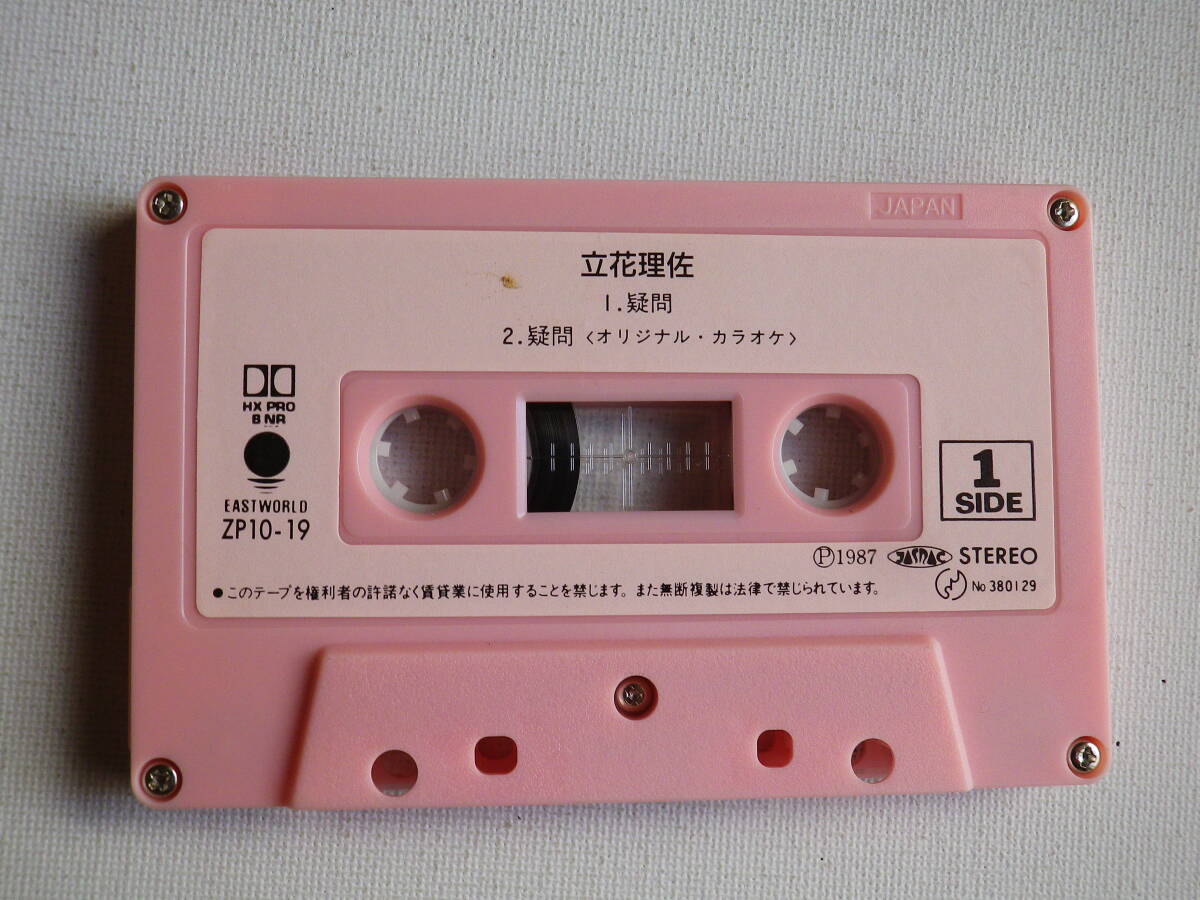 JAPAN
立花理佐
1.疑問
2.疑問〈オリジナル・カラオケ〉
HX PRO
B NR
EASTWORLD
ZP10-19
1
SIDE
Ⓟ1987 JASRAC STEREO
●このテープを権利者の許諾なく賃貸業に使用することを禁じます。また無断複製は法律で禁じられています。
No 380129